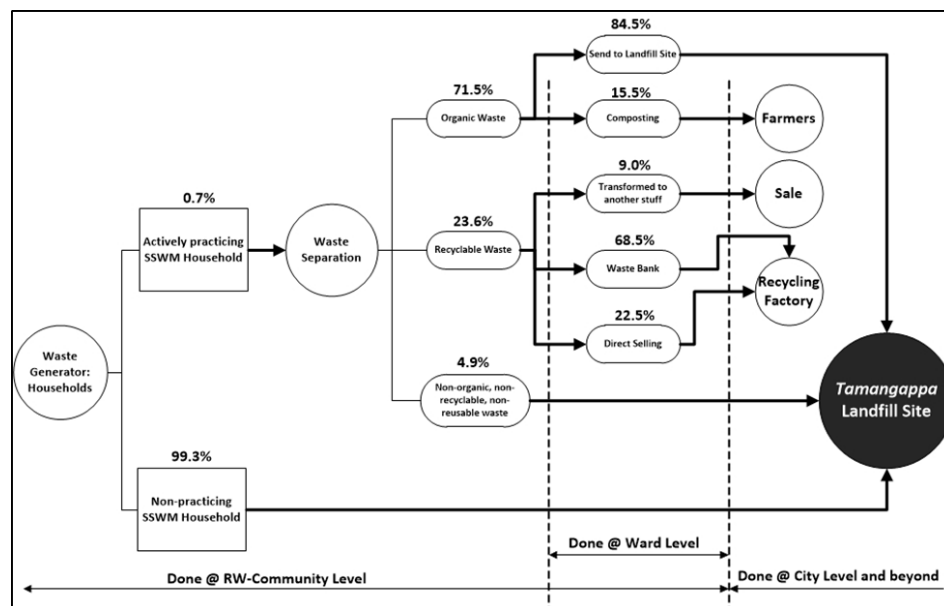 84.5%
Send to Landfill Site
71.5%
15.5%
Organic Waste
Composting
Farmers
9.0%
0.7%
Transformed to
another stuff
Sale
23.6%
Actively practicing
SSWM Household
Waste
Separation
Recyclable Waste
68.5%
Waste Bank
Recycling
Factory
22.5%
Direct Selling
Waste
Generator:
Households
4.9%
Non-organic, non-
recyclable, non-
reusable waste
Tamangappa
Landfill Site
99.3%
Non-practicing
SSWM Household
Done @ Ward Level
Done @ RW-Community Level
Done @ City Level and beyond